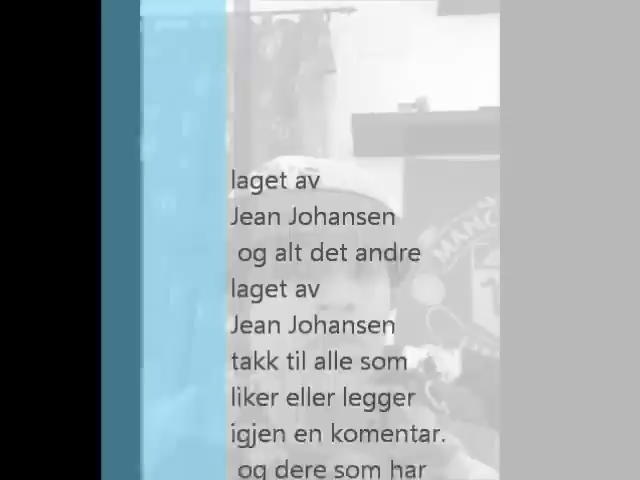 laget av
Jean Johansen
og alt det andre
laget av
Jean Johansen
takk til alle som
liker eller legger
igjen en komentar.
og dere som har
MANC